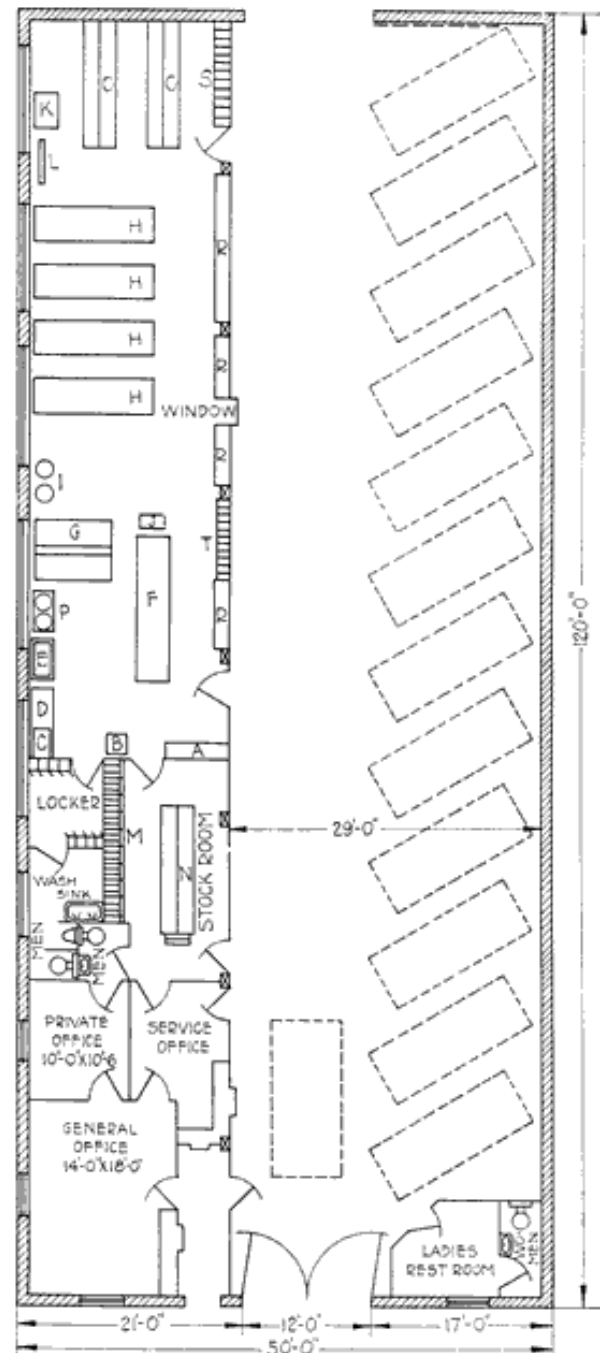 C C S
K
L
H
R
H
H
R
H
WINDOW
R
I
J
G
T
F
P
R
E
D
C
B
A
LOCKER
M
29'-0"
120'-0"
N
STOCK ROOM
WASH
SINK
MEN
MEN
PRIVATE
OFFICE
10'-0"X10'-6
SERVICE
OFFICE
GENERAL
OFFICE
14'-0"X18'-0"
LADIES
REST ROOM
WO
MEN
21'-0"
12'-0"
17'-0"
50'-0"